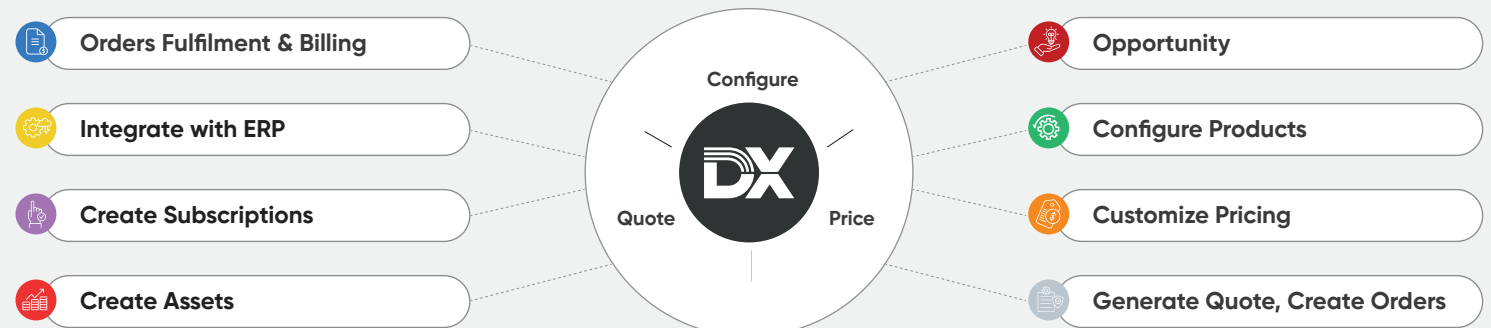 Orders Fulfilment & Billing
Integrate with ERP
Create Subscriptions
Create Assets
Configure
DX
Quote
Price
Opportunity
Configure Products
Customize Pricing
Generate Quote, Create Orders